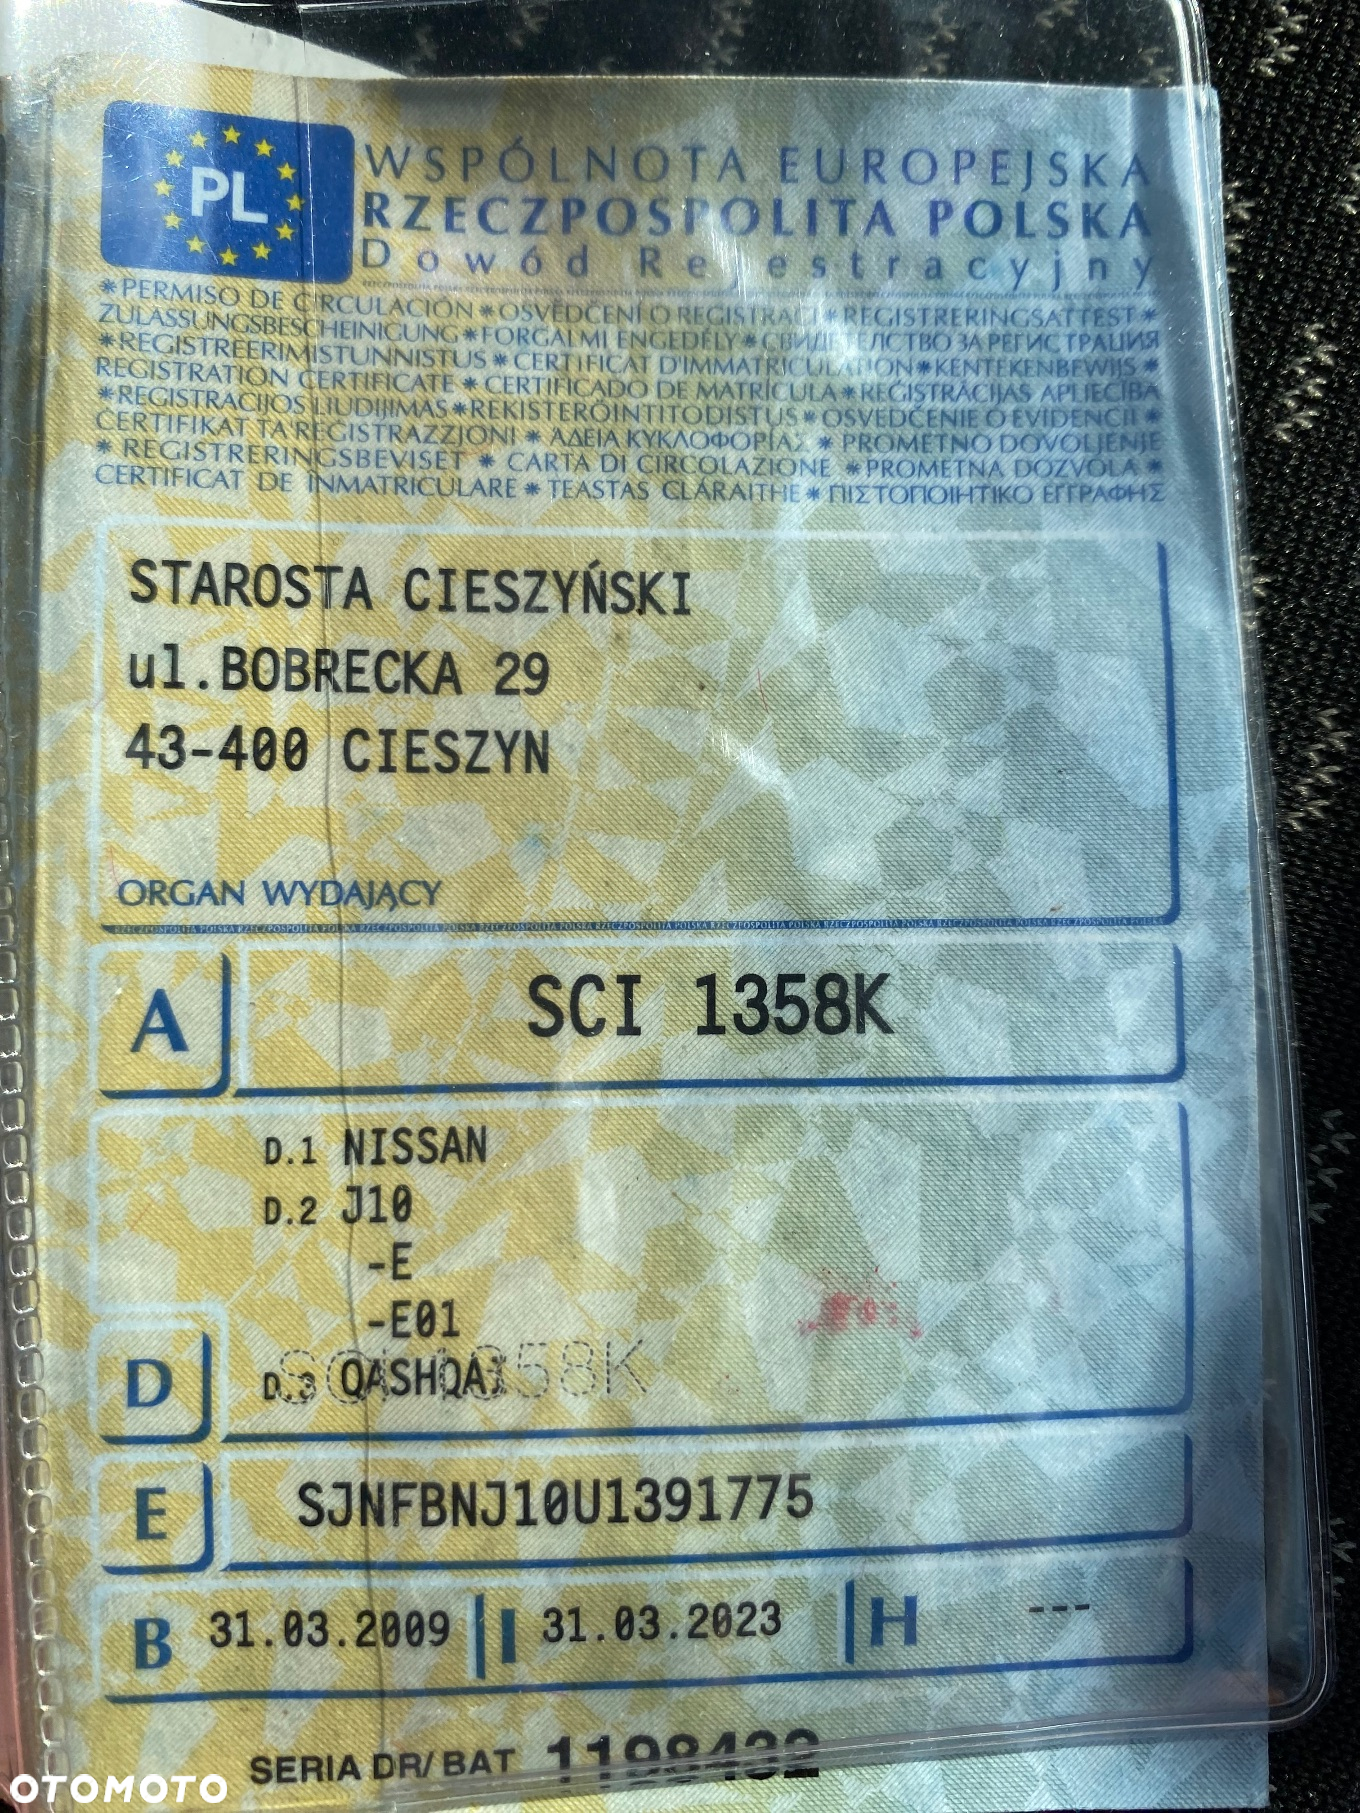 PL
WSPÓLNOTA EUROPEJSKA
RZECZPOSPOLITA POLSKA
Dowód Rejestracyjny
*PERMISO DE CIRCULACIÓN*OSVĚDČENÍ O REGISTRACI*REGISTRERINGSATTEST*
ZULASSUNGSBESCHEINIGUNG*FORGALMI ENGEDÉLY*СВИДЕТЕЛСТВО ЗА РЕГИСТРАЦИЯ
*REGISTREERIMISTUNNISTUS*CERTIFICAT D'IMMATRICULATION*KENTEKENBEWIJS*
REGISTRATION CERTIFICATE*CERTIFICADO DE MATRÍCULA*REĢISTRĀCIJAS APLIECĪBA
*REGISTRACIJOS LIUDIJIMAS*REKISTERÖINTITODISTUS*OSVEDČENIE O EVIDENCII*
ĊERTIFIKAT TA'REĠISTRAZZJONI*ΑΔΕΙΑ ΚΥΚΛΟΦΟΡΙΑΣ*PROMETNO DOVOLJENJE
*REGISTRERINGSBEVISET*CARTA DI CIRCOLAZIONE*PROMETNA DOZVOLA*
CERTIFICAT DE INMATRICULARE*TEASTAS CLÁRAITHE*ΠΙΣΤΟΠΟΙΗΤΙΚΟ ΕΓΓΡΑΦΗΣ
STAROSTA CIESZYŃSKI
ul.BOBRECKA 29
43-400 CIESZYN
ORGAN WYDAJĄCY
A SCI 1358K
D.1 NISSAN
D.2 J10
-E
-E01
D D.3 QASHQAI
SCI 1358K
E SJNFBNJ10U1391775
B 31.03.2009 I 31.03.2023 H ---
SERIA DR/BAT 1198432
OTOMOTO